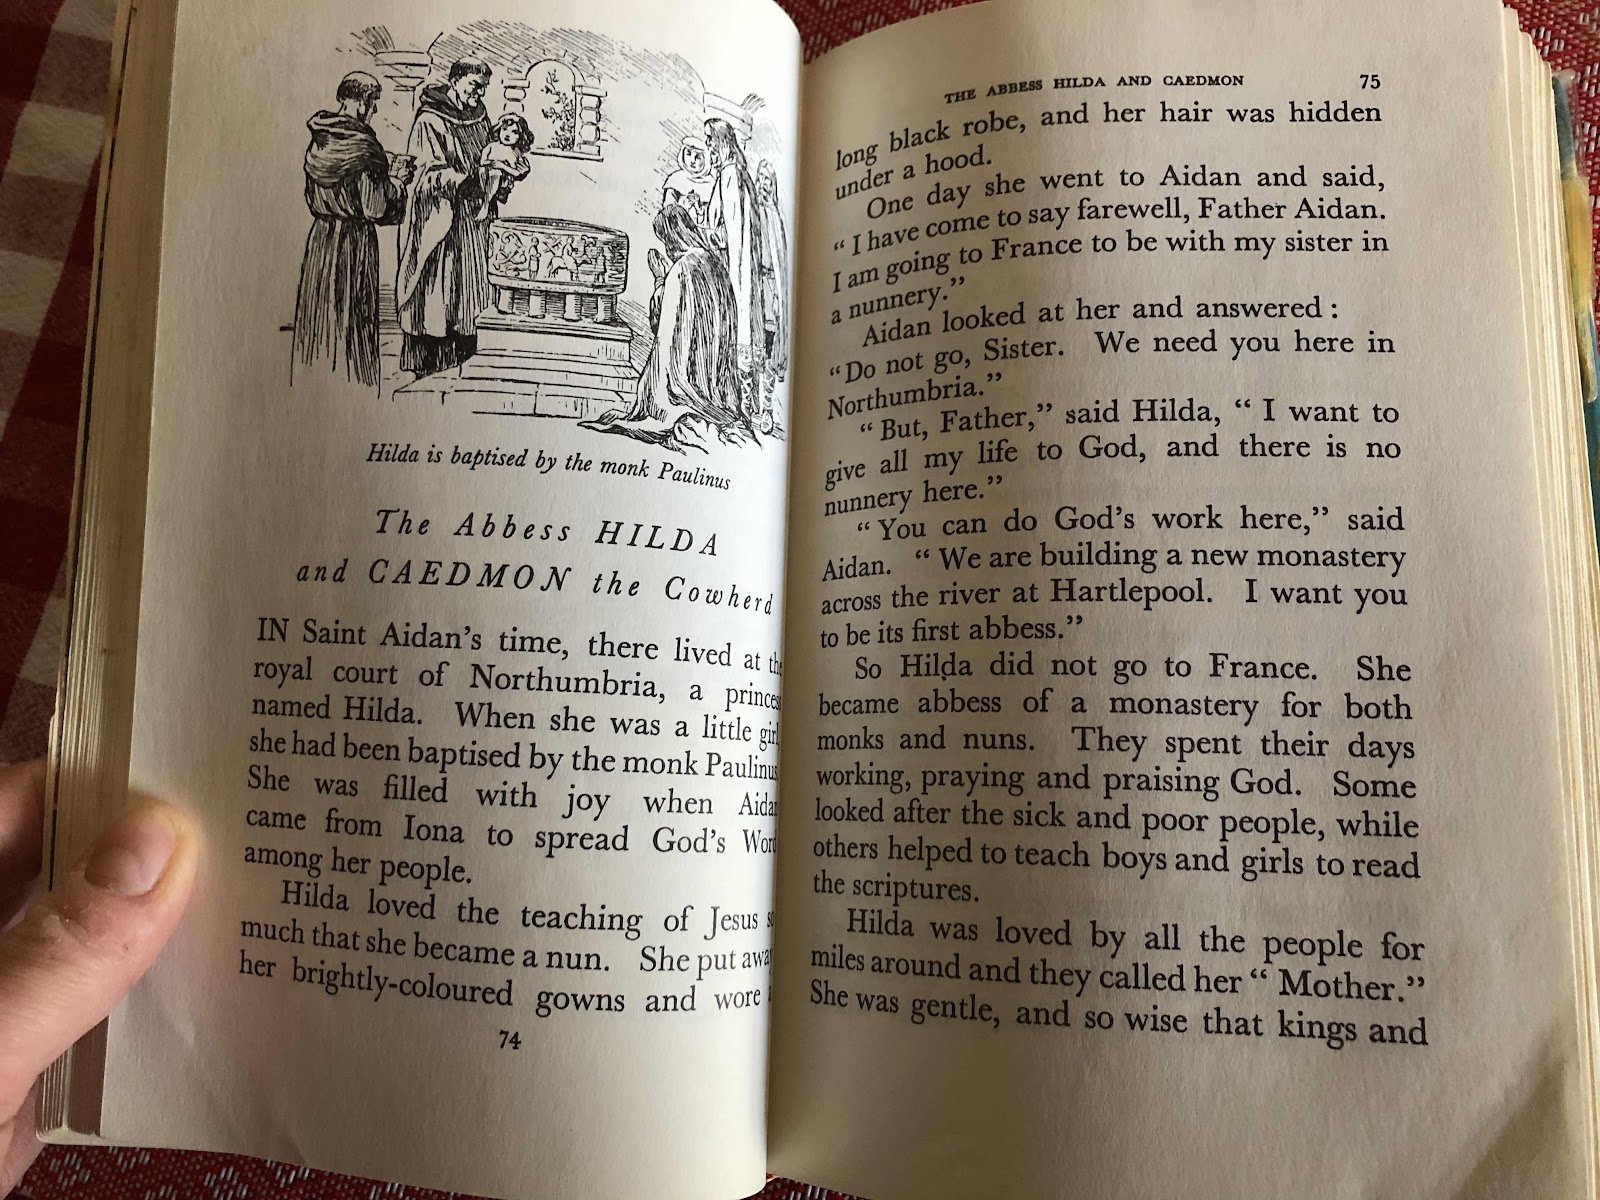 Hilda is baptised by the monk Paulinus
The Abbess HILDA
and CAEDMON the Cowherd
IN Saint Aidan's time, there lived at the
royal court of Northumbria, a princess
named Hilda. When she was a little girl,
she had been baptised by the monk Paulinus
She was filled with joy when Aidan
came from Iona to spread God's Word
among her people.
Hilda loved the teaching of Jesus so
much that she became a nun. She put away
her brightly-coloured gowns and wore a
74
THE ABBESS HILDA AND CAEDMON 75
long black robe, and her hair was hidden
under a hood.
One day she went to Aidan and said,
“ I have come to say farewell, Father Aidan.
I am going to France to be with my sister in
a nunnery.”
Aidan looked at her and answered :
“Do not go, Sister. We need you here in
Northumbria.”
“ But, Father,” said Hilda, “ I want to
give all my life to God, and there is no
nunnery here.”
“ You can do God's work here,” said
Aidan. “ We are building a new monastery
across the river at Hartlepool. I want you
to be its first abbess.”
So Hilda did not go to France. She
became abbess of a monastery for both
monks and nuns. They spent their days
working, praying and praising God. Some
looked after the sick and poor people, while
others helped to teach boys and girls to read
the scriptures.
Hilda was loved by all the people for
miles around and they called her “ Mother.”
She was gentle, and so wise that kings and